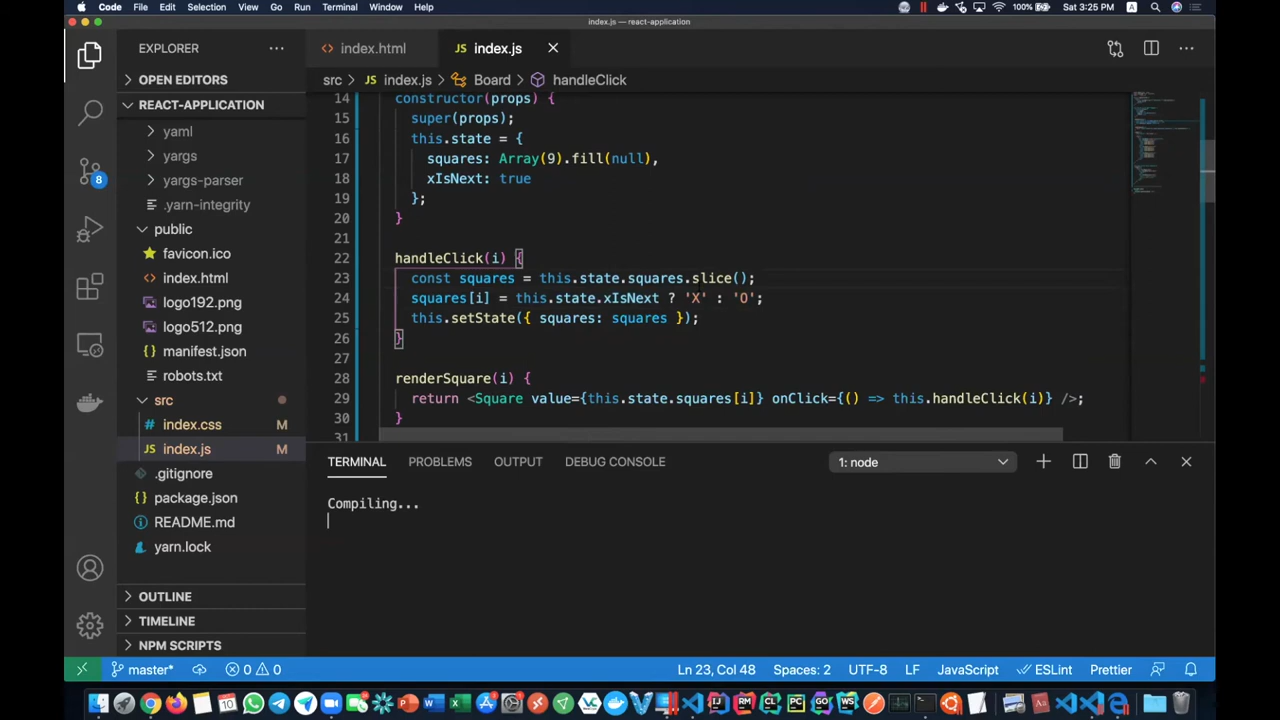 Code File Edit Selection View Go Run Terminal Window Help 100% A Sat 3:25 PM
index.js — react-application
EXPLORER
index.html
JS index.js
OPEN EDITORS
src > JS index.js > Board > handleClick
REACT-APPLICATION
yaml
yargs
yargs-parser
.yarn-integrity
public
favicon.ico
index.html
logo192.png
logo512.png
manifest.json
robots.txt
src
# index.css M
JS index.js M
.gitignore
{} package.json
README.md
yarn.lock
OUTLINE
TIMELINE
NPM SCRIPTS
8
14 constructor(props) {
15 super(props);
16 this.state = {
17 squares: Array(9).fill(null),
18 xIsNext: true
19 };
20 }
21
22 handleClick(i) {
23 const squares = this.state.squares.slice();
24 squares[i] = this.state.xIsNext ? 'X' : 'O';
25 this.setState({ squares: squares });
26 }
27
28 renderSquare(i) {
29 return <Square value={this.state.squares[i]} onClick={() => this.handleClick(i)} />;
30 }
31
TERMINAL PROBLEMS OUTPUT DEBUG CONSOLE 1: node
Compiling...
master* 0 0 Ln 23, Col 48 Spaces: 2 UTF-8 LF JavaScript ESLint Prettier